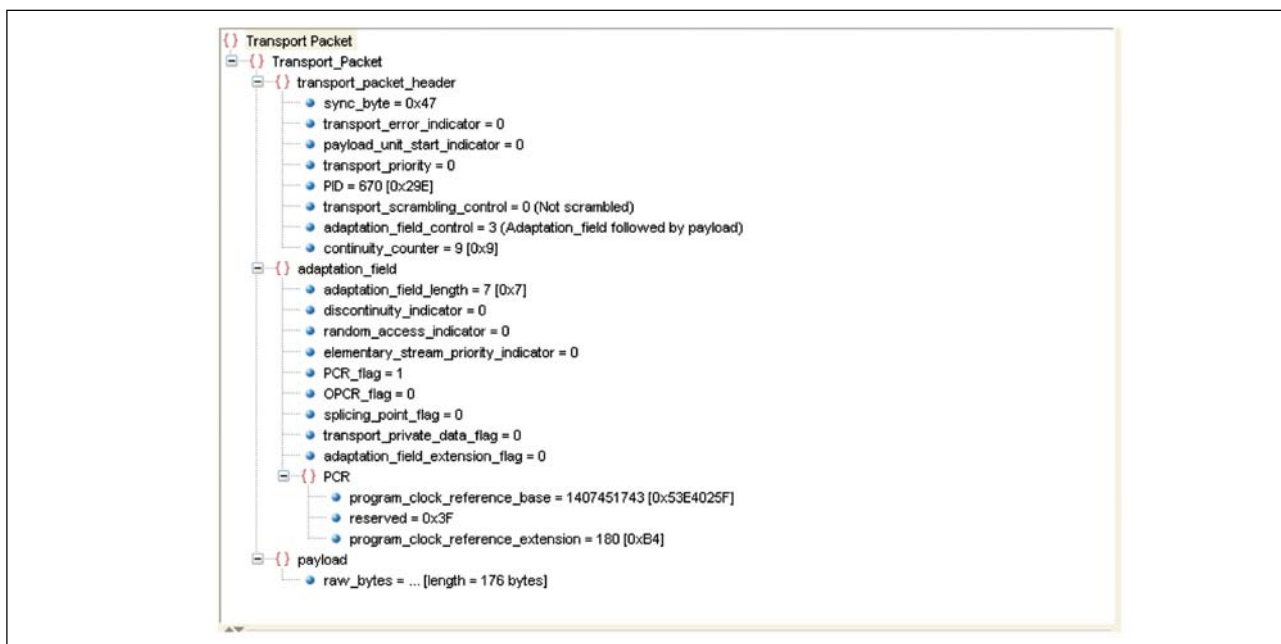 {} Transport Packet
{} Transport_Packet
{} transport_packet_header
sync_byte = 0x47
transport_error_indicator = 0
payload_unit_start_indicator = 0
transport_priority = 0
PID = 670 [0x29E]
transport_scrambling_control = 0 (Not scrambled)
adaptation_field_control = 3 (Adaptation_field followed by payload)
continuity_counter = 9 [0x9]
{} adaptation_field
adaptation_field_length = 7 [0x7]
discontinuity_indicator = 0
random_access_indicator = 0
elementary_stream_priority_indicator = 0
PCR_flag = 1
OPCR_flag = 0
splicing_point_flag = 0
transport_private_data_flag = 0
adaptation_field_extension_flag = 0
{} PCR
program_clock_reference_base = 1407451743 [0x53E4025F]
reserved = 0x3F
program_clock_reference_extension = 180 [0xB4]
{} payload
raw_bytes = ... [length = 176 bytes]